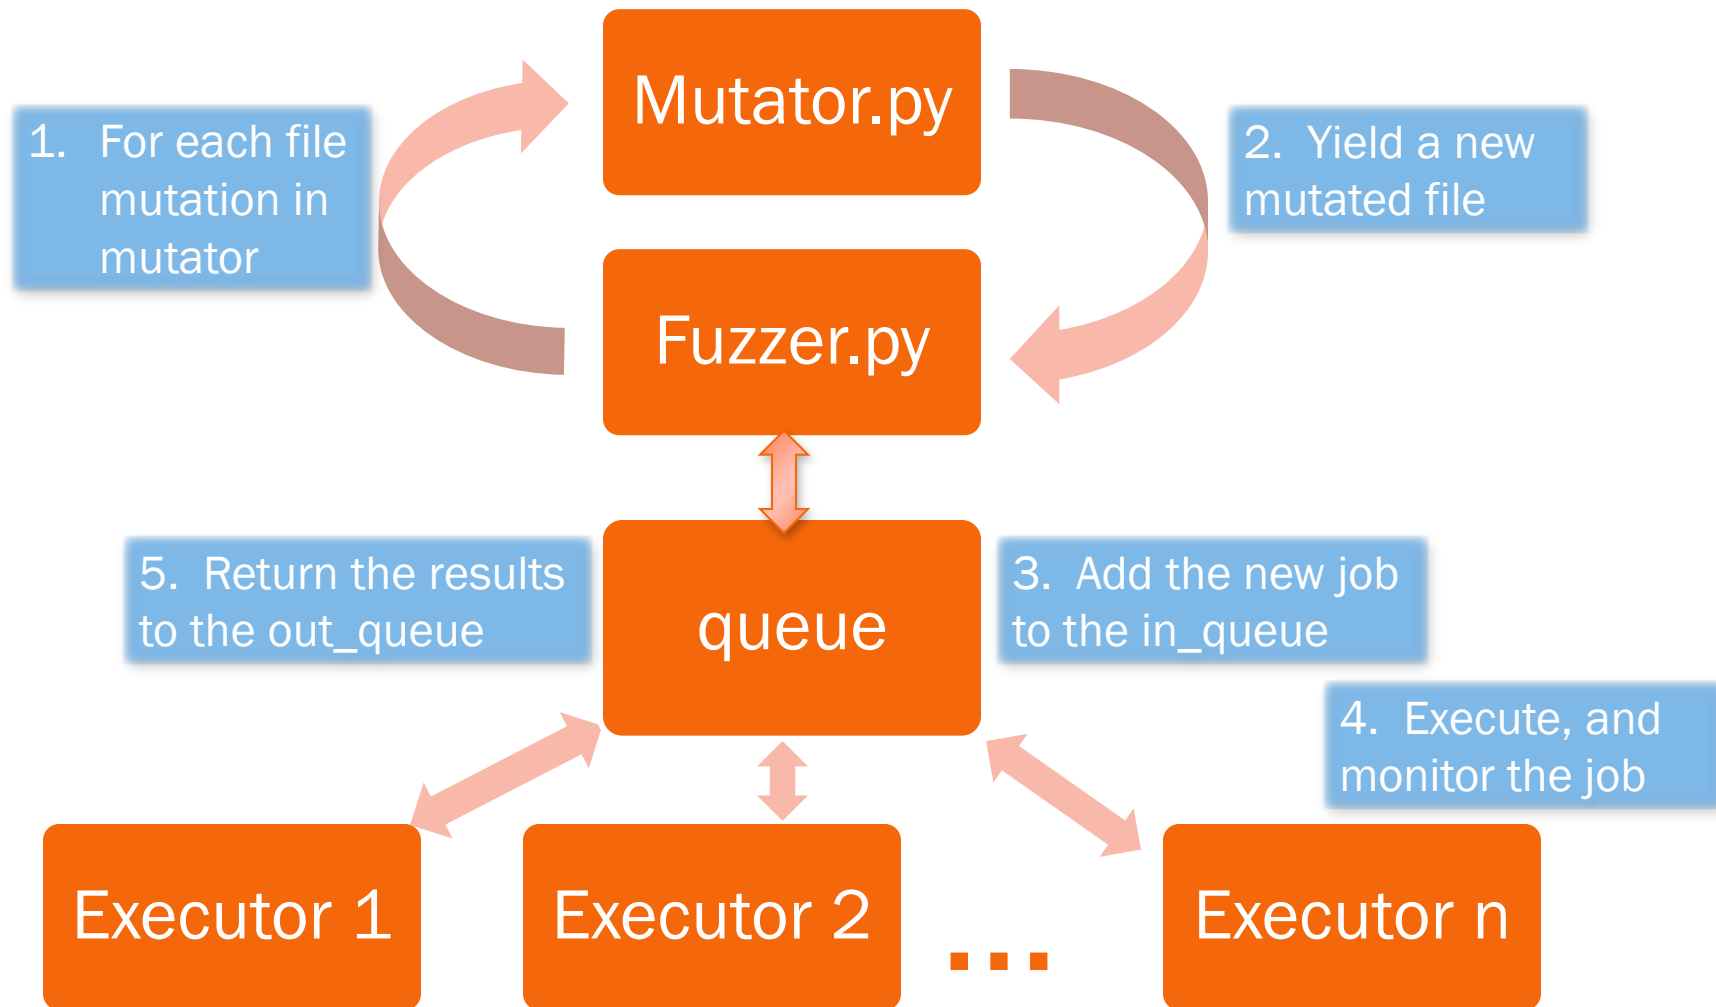 Mutator.py
1. For each file
mutation in
mutator
2. Yield a new
mutated file
Fuzzer.py
5. Return the results
to the out_queue
queue
3. Add the new job
to the in_queue
4. Execute, and
monitor the job
Executor 1
Executor 2
...
Executor n